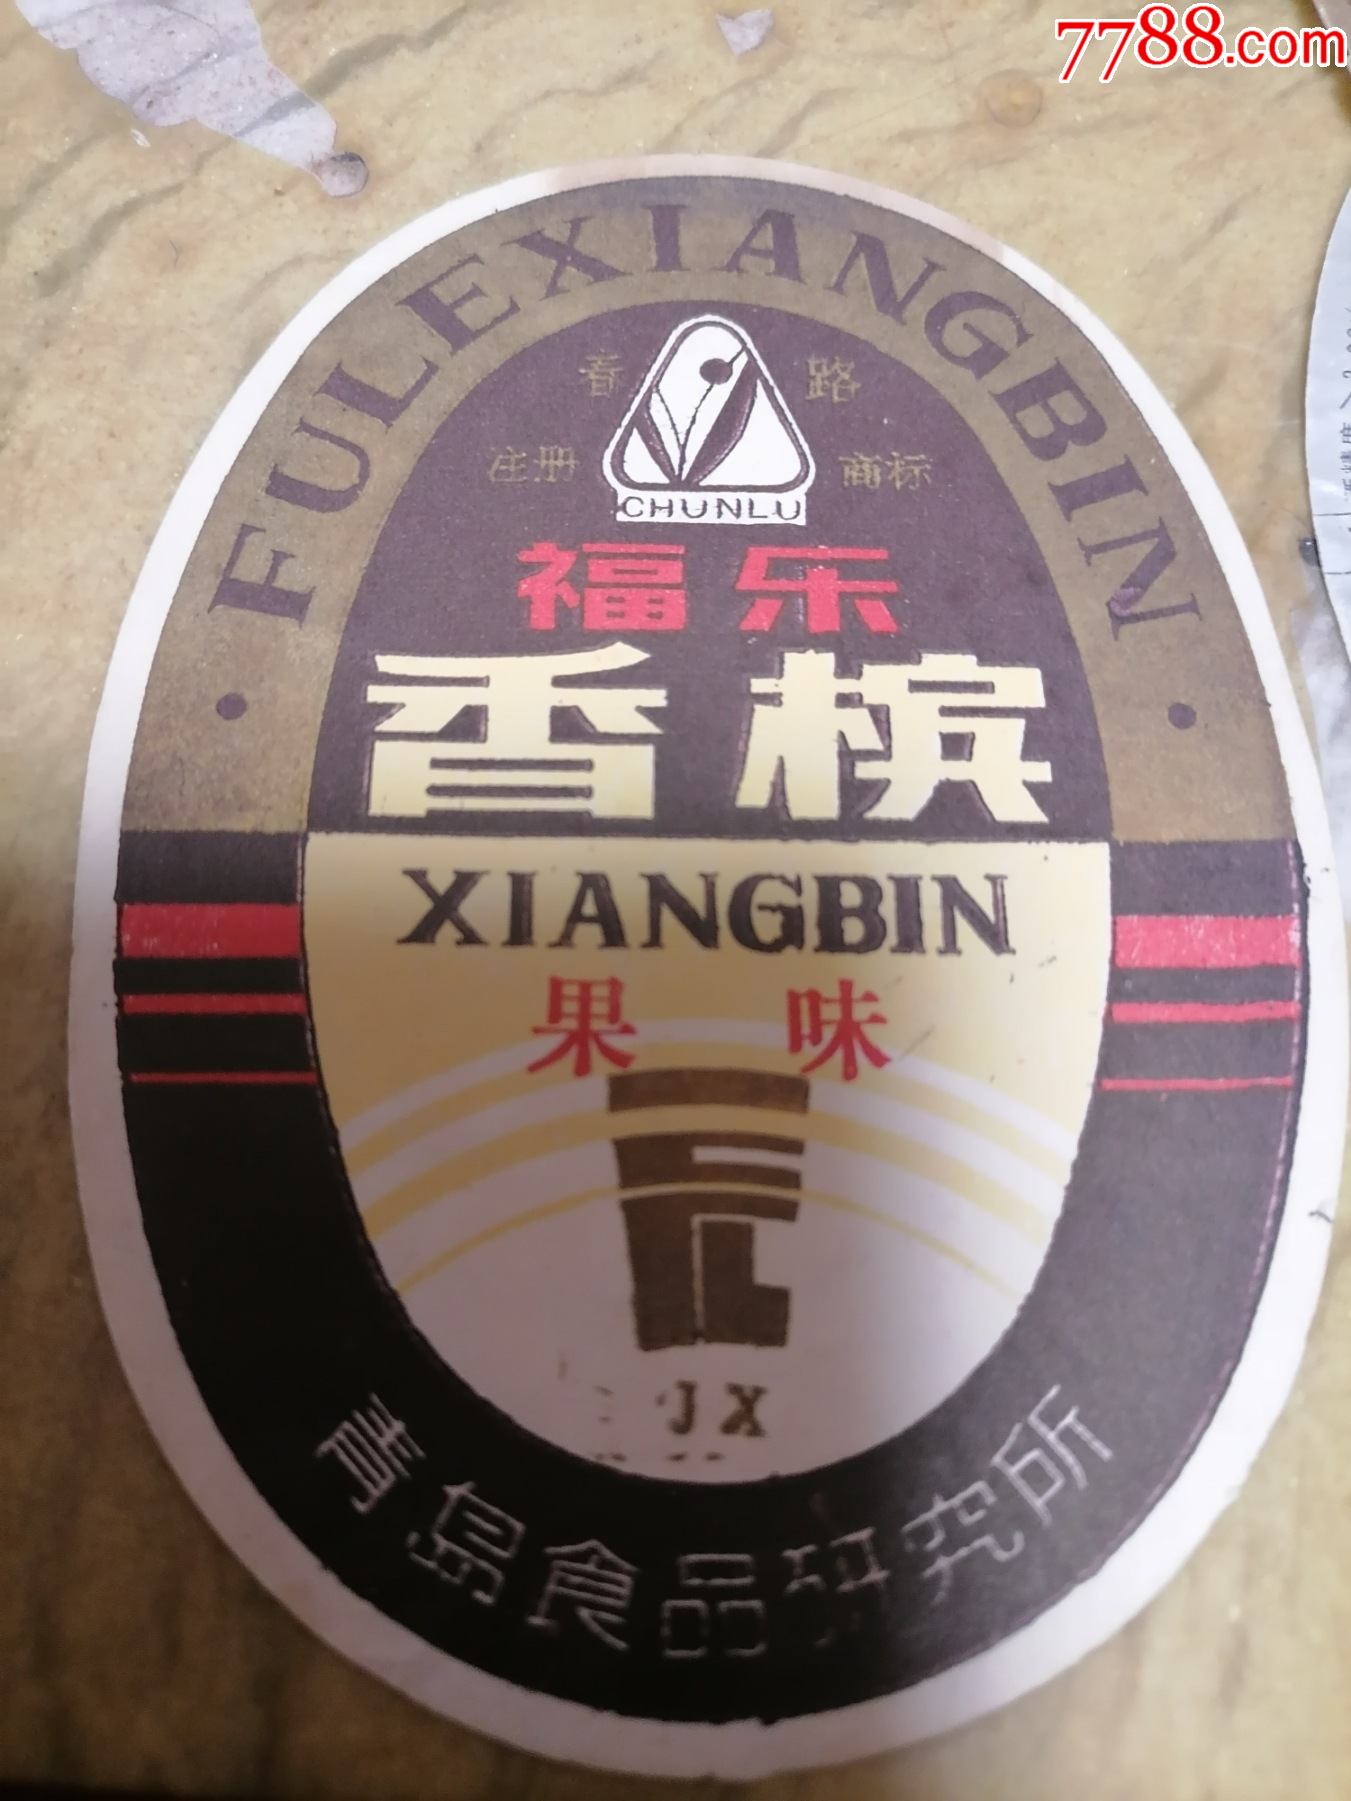 7788.com
FULEXIANGBIN
春 路
注册 商标
CHUNLU
福乐
香槟
XIANGBIN
果味
JX
青岛食品研究所